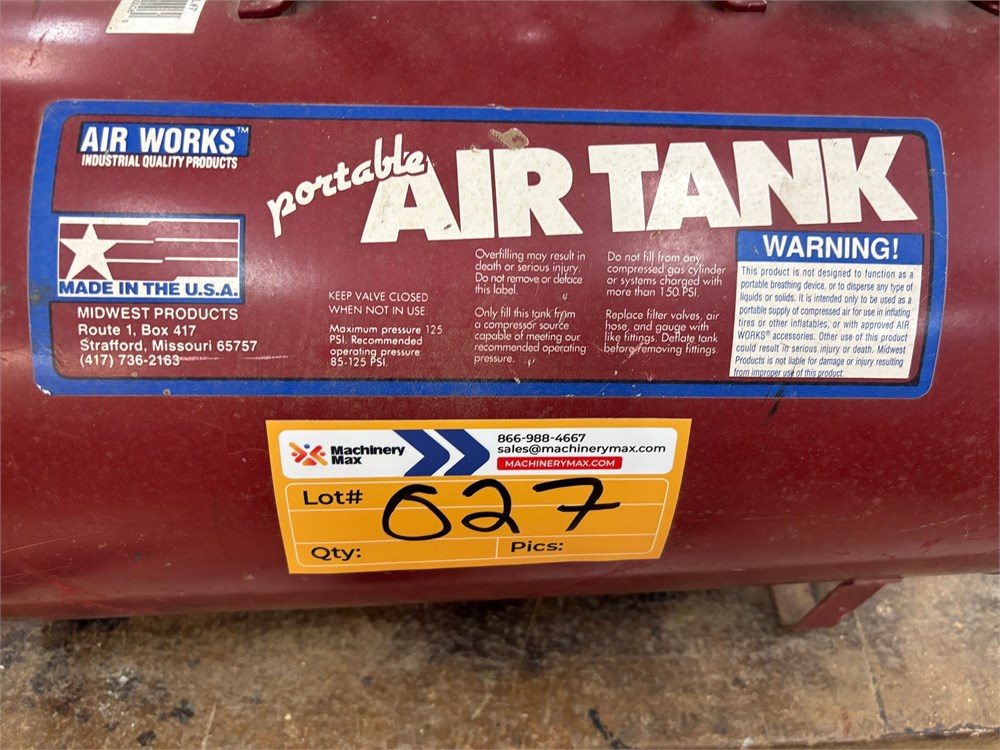 AIR WORKS™
INDUSTRIAL QUALITY PRODUCTS
portable AIR TANK
MADE IN THE U.S.A.
MIDWEST PRODUCTS
Route 1, Box 417
Strafford, Missouri 65757
(417) 736-2163
KEEP VALVE CLOSED
WHEN NOT IN USE.
Maximum pressure 125
PSI. Recommended
operating pressure
85-125 PSI.
Overfilling may result in
death or serious injury.
Do not remove or deface
this label.
Only fill this tank from
a compressor source
capable of meeting our
recommended operating
pressure.
Do not fill from any
compressed gas cylinder
or systems charged with
more than 150 PSI.
Replace filter valves, air
hose, and gauge with
like fittings. Deflate tank
before removing fittings.
WARNING!
This product is not designed to function as a
portable breathing device, or to disperse any type of
liquids or solids. It is intended only to be used as a
portable supply of compressed air for use in inflating
tires or other inflatables, or with approved AIR
WORKS® accessories. Other use of this product
could result in serious injury or death. Midwest
Products is not liable for damage or injury resulting
from improper use of this product.
Machinery
Max
866-988-4667
sales@machinerymax.com
MACHINERYMAX.COM
Lot# 027
Qty:
Pics: